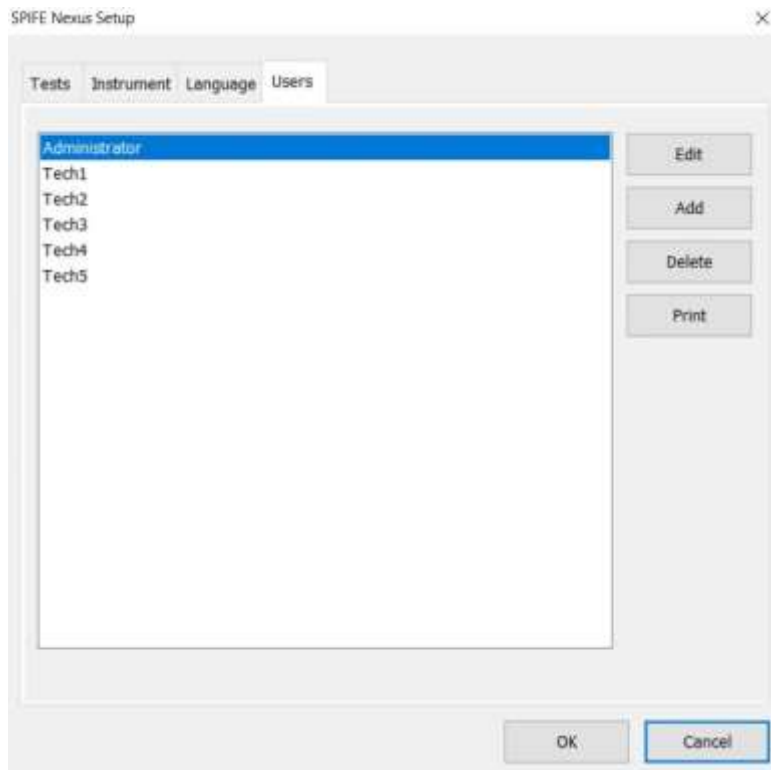 SPIFE Nexus Setup
Tests Instrument Language Users
Administrator
Tech1
Tech2
Tech3
Tech4
Tech5
Edit
Add
Delete
Print
OK Cancel